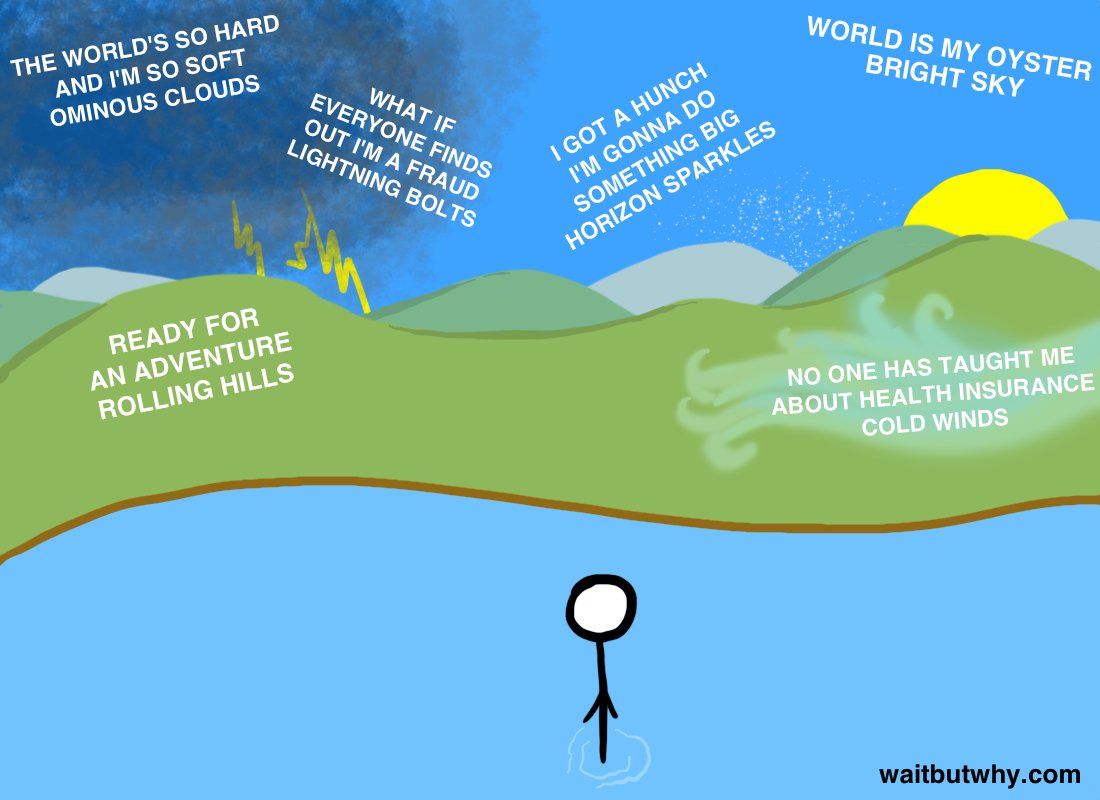 THE WORLD'S SO HARD
AND I'M SO SOFT
OMINOUS CLOUDS
WHAT IF
EVERYONE FINDS
OUT I'M A FRAUD
LIGHTNING BOLTS
I GOT A HUNCH
I'M GONNA DO
SOMETHING BIG
HORIZON SPARKLES
WORLD IS MY OYSTER
BRIGHT SKY
READY FOR
AN ADVENTURE
ROLLING HILLS
NO ONE HAS TAUGHT ME
ABOUT HEALTH INSURANCE
COLD WINDS
waitbutwhy.com